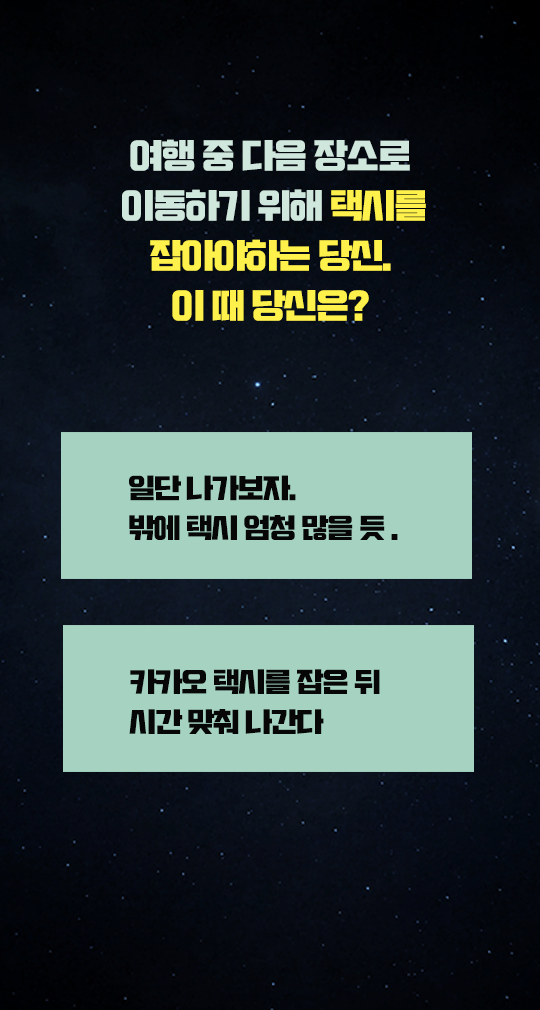 여행 중 다음 장소로
이동하기 위해 택시를
잡아야하는 당신.
이 때 당신은?
일단 나가보자.
밖에 택시 엄청 많을 듯 .
카카오 택시를 잡은 뒤
시간 맞춰 나간다